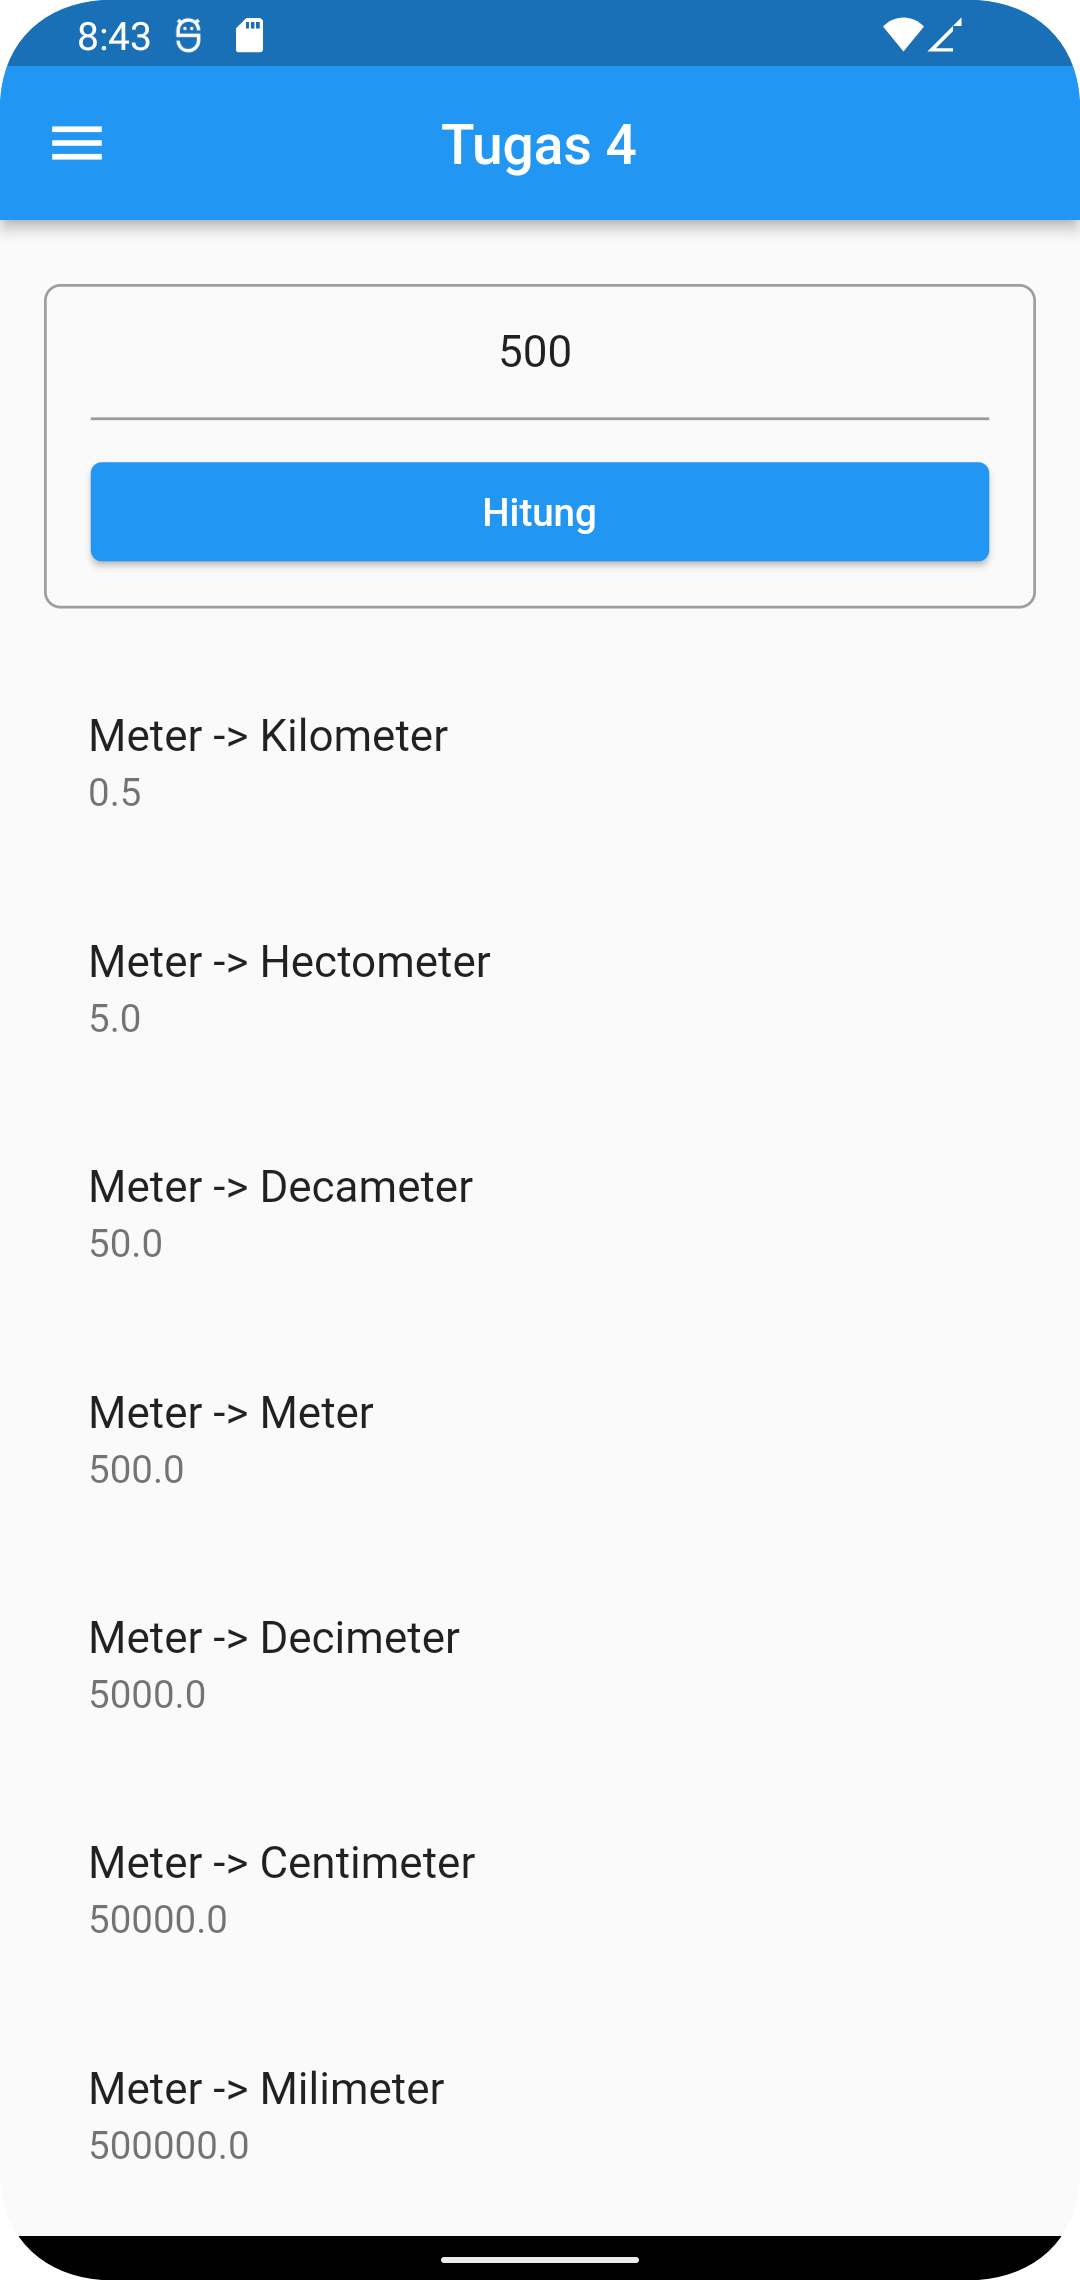 8:43
Tugas 4
500
Hitung
Meter -> Kilometer
0.5
Meter -> Hectometer
5.0
Meter -> Decameter
50.0
Meter -> Meter
500.0
Meter -> Decimeter
5000.0
Meter -> Centimeter
50000.0
Meter -> Milimeter
500000.0